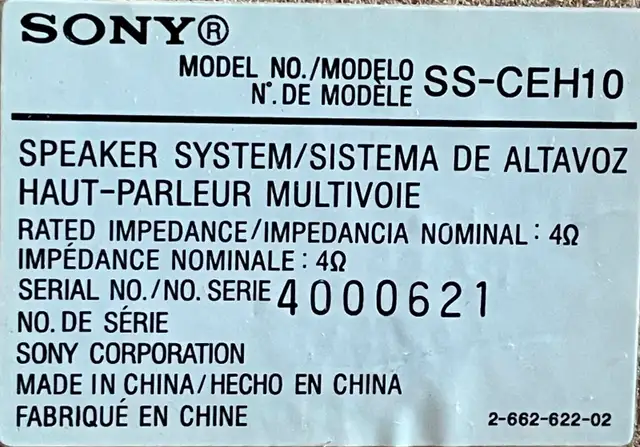 SONY®
MODEL NO./MODELO
N°. DE MODÈLE SS-CEH10
SPEAKER SYSTEM/SISTEMA DE ALTAVOZ
HAUT-PARLEUR MULTIVOIE
RATED IMPEDANCE/IMPEDANCIA NOMINAL: 4Ω
IMPÉDANCE NOMINALE: 4Ω
SERIAL NO./NO. SERIE 4000621
NO. DE SÉRIE
SONY CORPORATION
MADE IN CHINA/HECHO EN CHINA
FABRIQUÉ EN CHINE 2-662-622-02